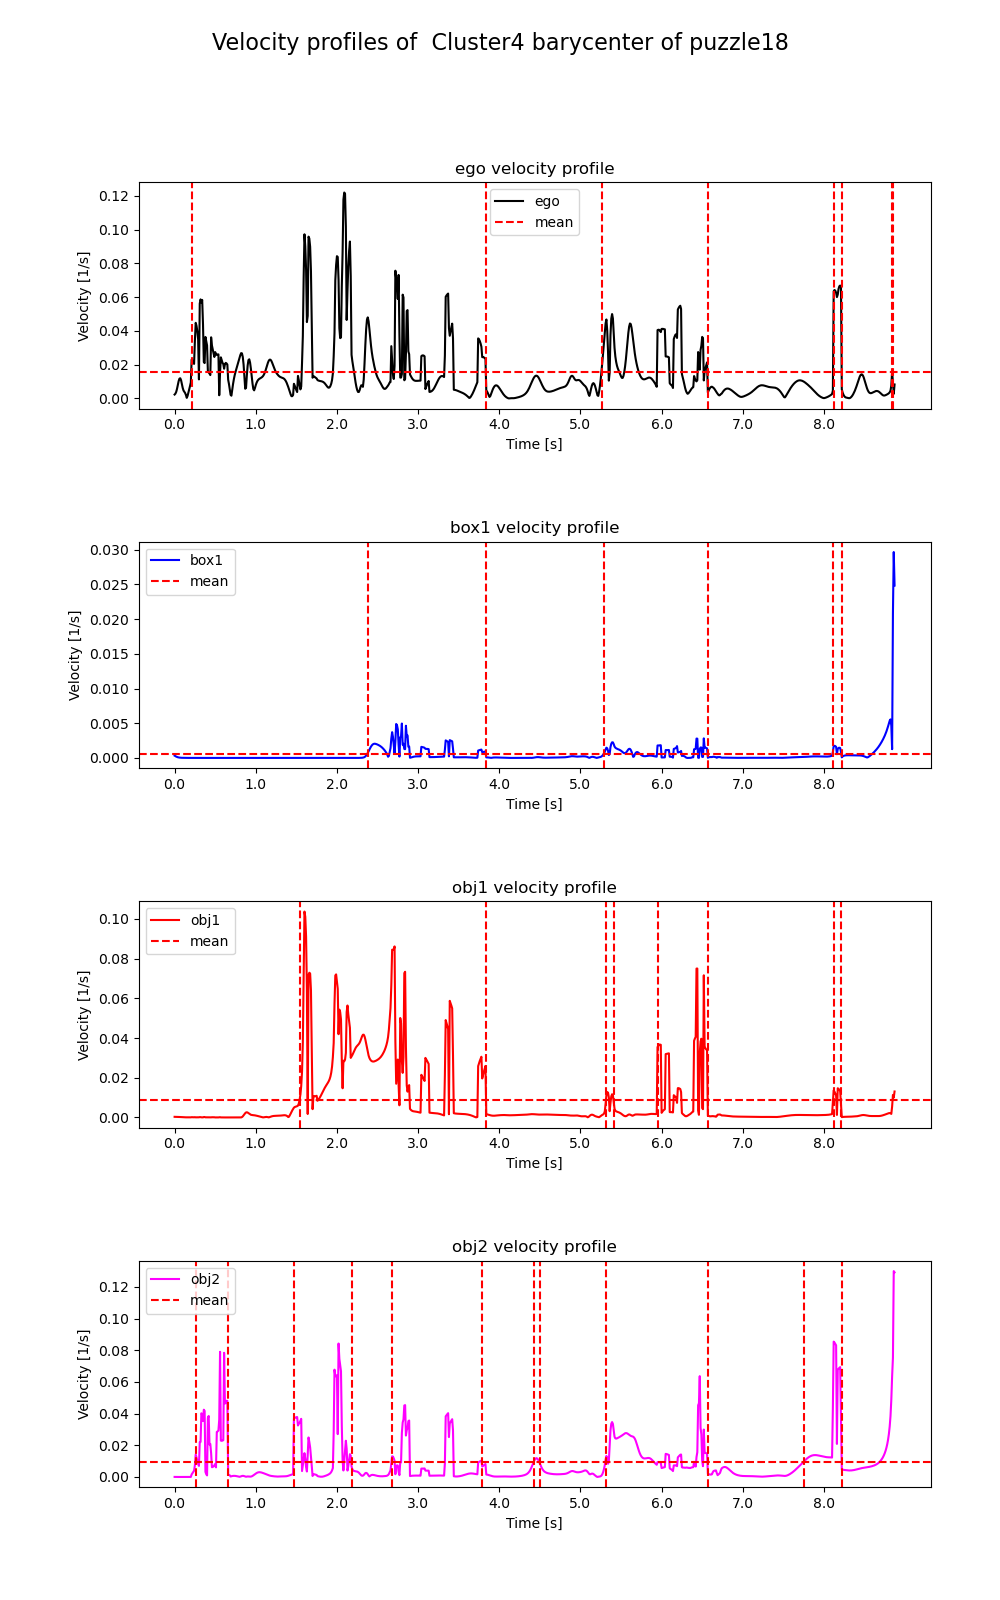 Velocity profiles of  Cluster4 barycenter of puzzle18
ego velocity profile
Velocity [1/s]
0.12
0.10
0.08
0.06
0.04
0.02
0.00
ego
mean
0.0 1.0 2.0 3.0 4.0 5.0 6.0 7.0 8.0
Time [s]
box1 velocity profile
Velocity [1/s]
0.030
0.025
0.020
0.015
0.010
0.005
0.000
box1
mean
0.0 1.0 2.0 3.0 4.0 5.0 6.0 7.0 8.0
Time [s]
obj1 velocity profile
Velocity [1/s]
0.10
0.08
0.06
0.04
0.02
0.00
obj1
mean
0.0 1.0 2.0 3.0 4.0 5.0 6.0 7.0 8.0
Time [s]
obj2 velocity profile
Velocity [1/s]
0.12
0.10
0.08
0.06
0.04
0.02
0.00
obj2
mean
0.0 1.0 2.0 3.0 4.0 5.0 6.0 7.0 8.0
Time [s]